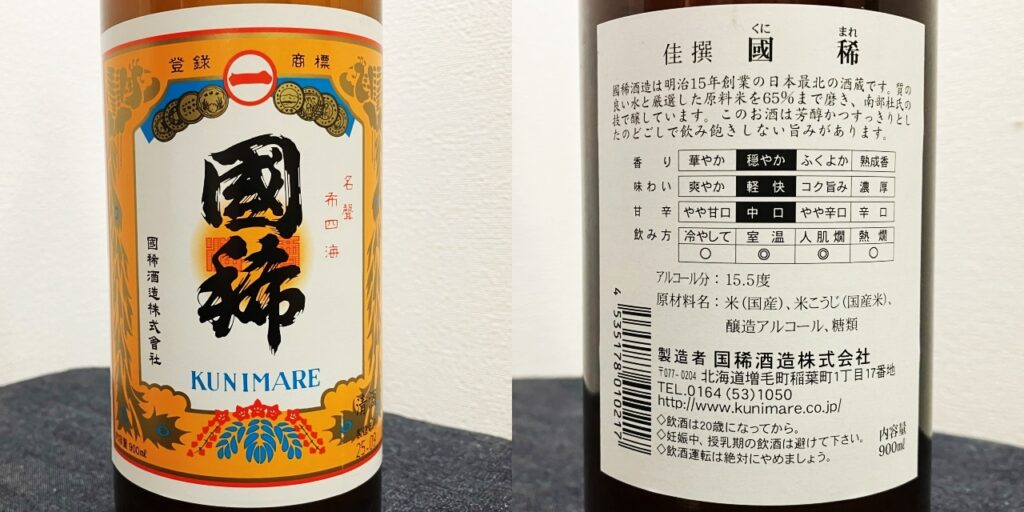 登録
商標
一
國稀
名聲
布四海
國稀酒造株式會社
KUNIMARE
900㎖
佳撰 國稀
くに まれ
國稀酒造は明治15年創業の日本最北の酒蔵です。質の
良い水と厳選した原料米を65%まで磨き、南部杜氏の
技で醸しています。このお酒は芳醇かつすっきりとし
たのどごしで飲み飽きしない旨みがあります。
香り 華やか 穏やか ふくよか 熟成香
味わい 爽やか 軽快 コク旨み 濃厚
甘辛 やや甘口 中口 やや辛口 辛口
飲み方 冷やして 室温 人肌燗 熱燗
○ ◎ ◎ ○
アルコール分：15.5度
原材料名：米(国産)、米こうじ(国産米)、
醸造アルコール、糖類
製造者 国稀酒造株式会社
〒077-0204 北海道増毛町稲葉町1丁目17番地
TEL.0164(53)1050
http://www.kunimare.co.jp/
◇飲酒は20歳になってから。
◇妊娠中、授乳期の飲酒は避けて下さい。
◇飲酒運転は絶対にやめましょう。
内容量
900㎖
4 535178 010217